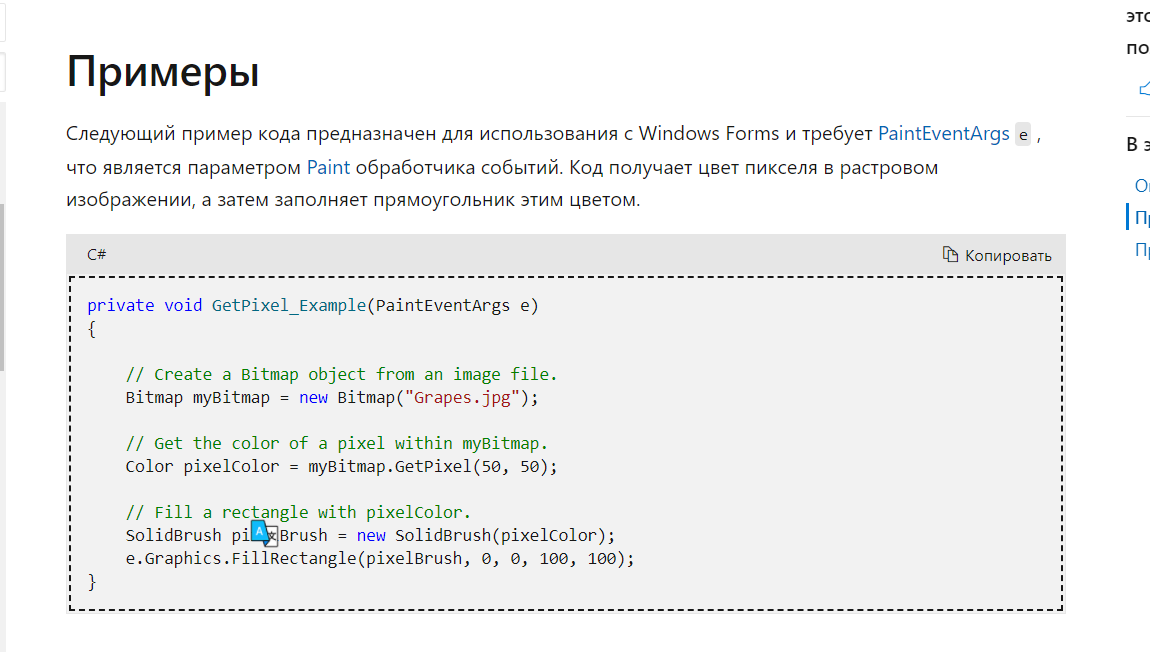 Примеры
Следующий пример кода предназначен для использования с Windows Forms и требует PaintEventArgs e ,
что является параметром Paint обработчика событий. Код получает цвет пикселя в растровом
изображении, а затем заполняет прямоугольник этим цветом.
C# Копировать
private void GetPixel_Example(PaintEventArgs e)
{
// Create a Bitmap object from an image file.
Bitmap myBitmap = new Bitmap("Grapes.jpg");
// Get the color of a pixel within myBitmap.
Color pixelColor = myBitmap.GetPixel(50, 50);
// Fill a rectangle with pixelColor.
SolidBrush pi Brush = new SolidBrush(pixelColor);
e.Graphics.FillRectangle(pixelBrush, 0, 0, 100, 100);
}